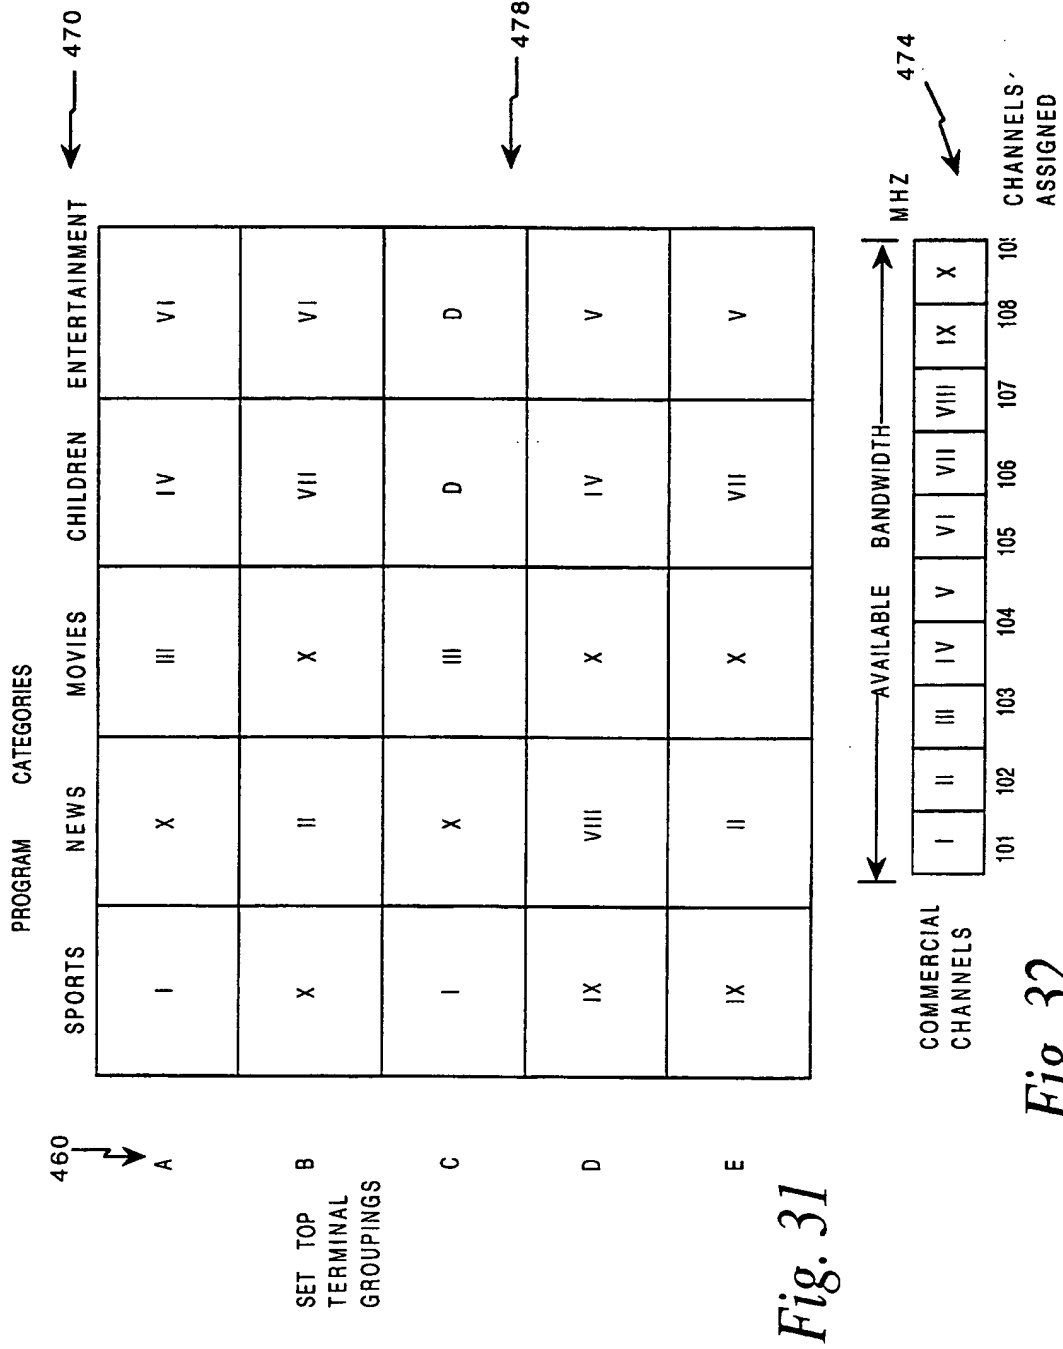 470
478
474
460
PROGRAM CATEGORIES
SPORTS NEWS MOVIES CHILDREN ENTERTAINMENT
A I X III IV VI
SET TOP
TERMINAL
GROUPINGS
B X II X VII VI
C I X III D D
D IX VIII X IV V
E IX II X VII V
Fig. 31
MHZ
AVAILABLE BANDWIDTH
COMMERCIAL
CHANNELS
I II III IV V VI VII VIII IX X
101 102 103 104 105 106 107 108
CHANNELS
ASSIGNED
Fig. 32